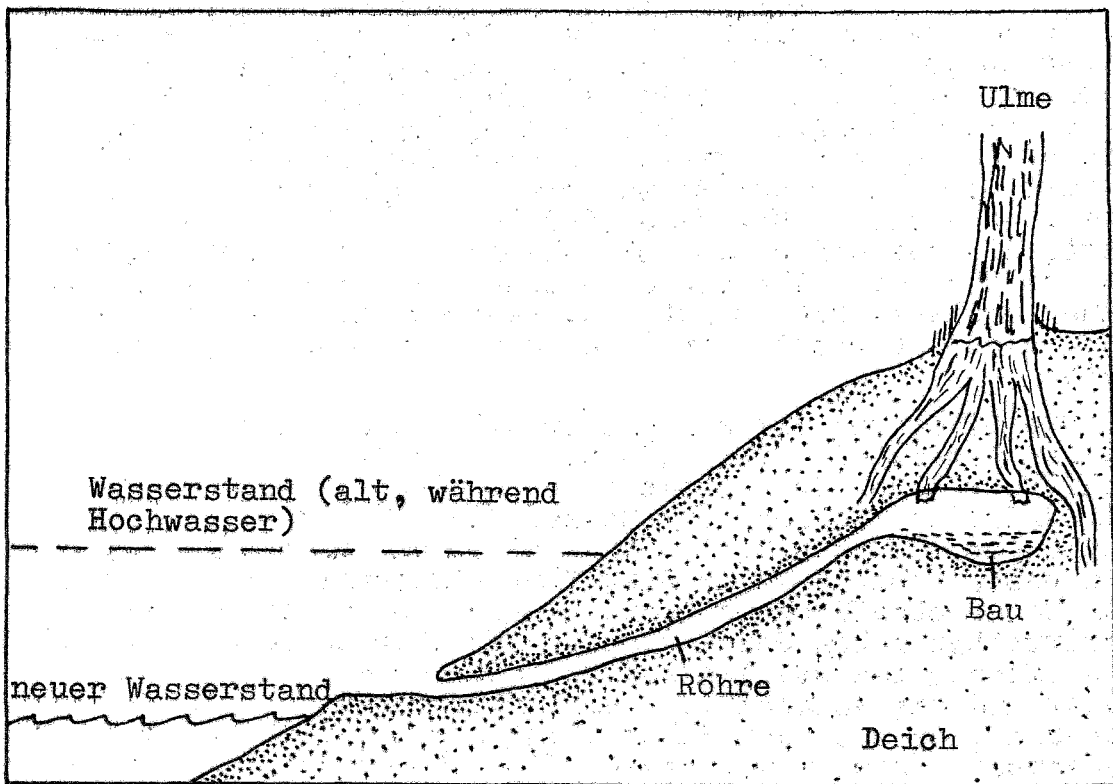 Ulme
Wasserstand (alt, während
Hochwasser)
Bau
neuer Wasserstand
Röhre
Deich